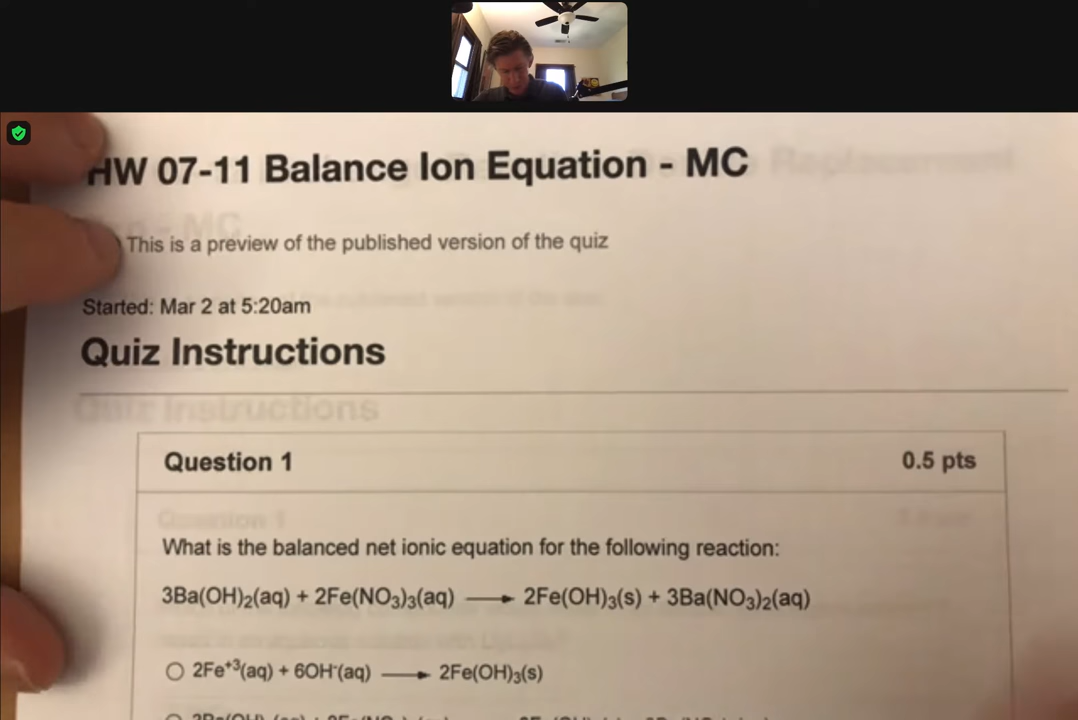 HW 07-11 Balance Ion Equation - MC
This is a preview of the published version of the quiz
Started: Mar 2 at 5:20am
Quiz Instructions
Question 1 0.5 pts
What is the balanced net ionic equation for the following reaction:
3Ba(OH)₂(aq) + 2Fe(NO₃)₃(aq) ⟶ 2Fe(OH)₃(s) + 3Ba(NO₃)₂(aq)
2Fe⁺³(aq) + 6OH⁻(aq) ⟶ 2Fe(OH)₃(s)